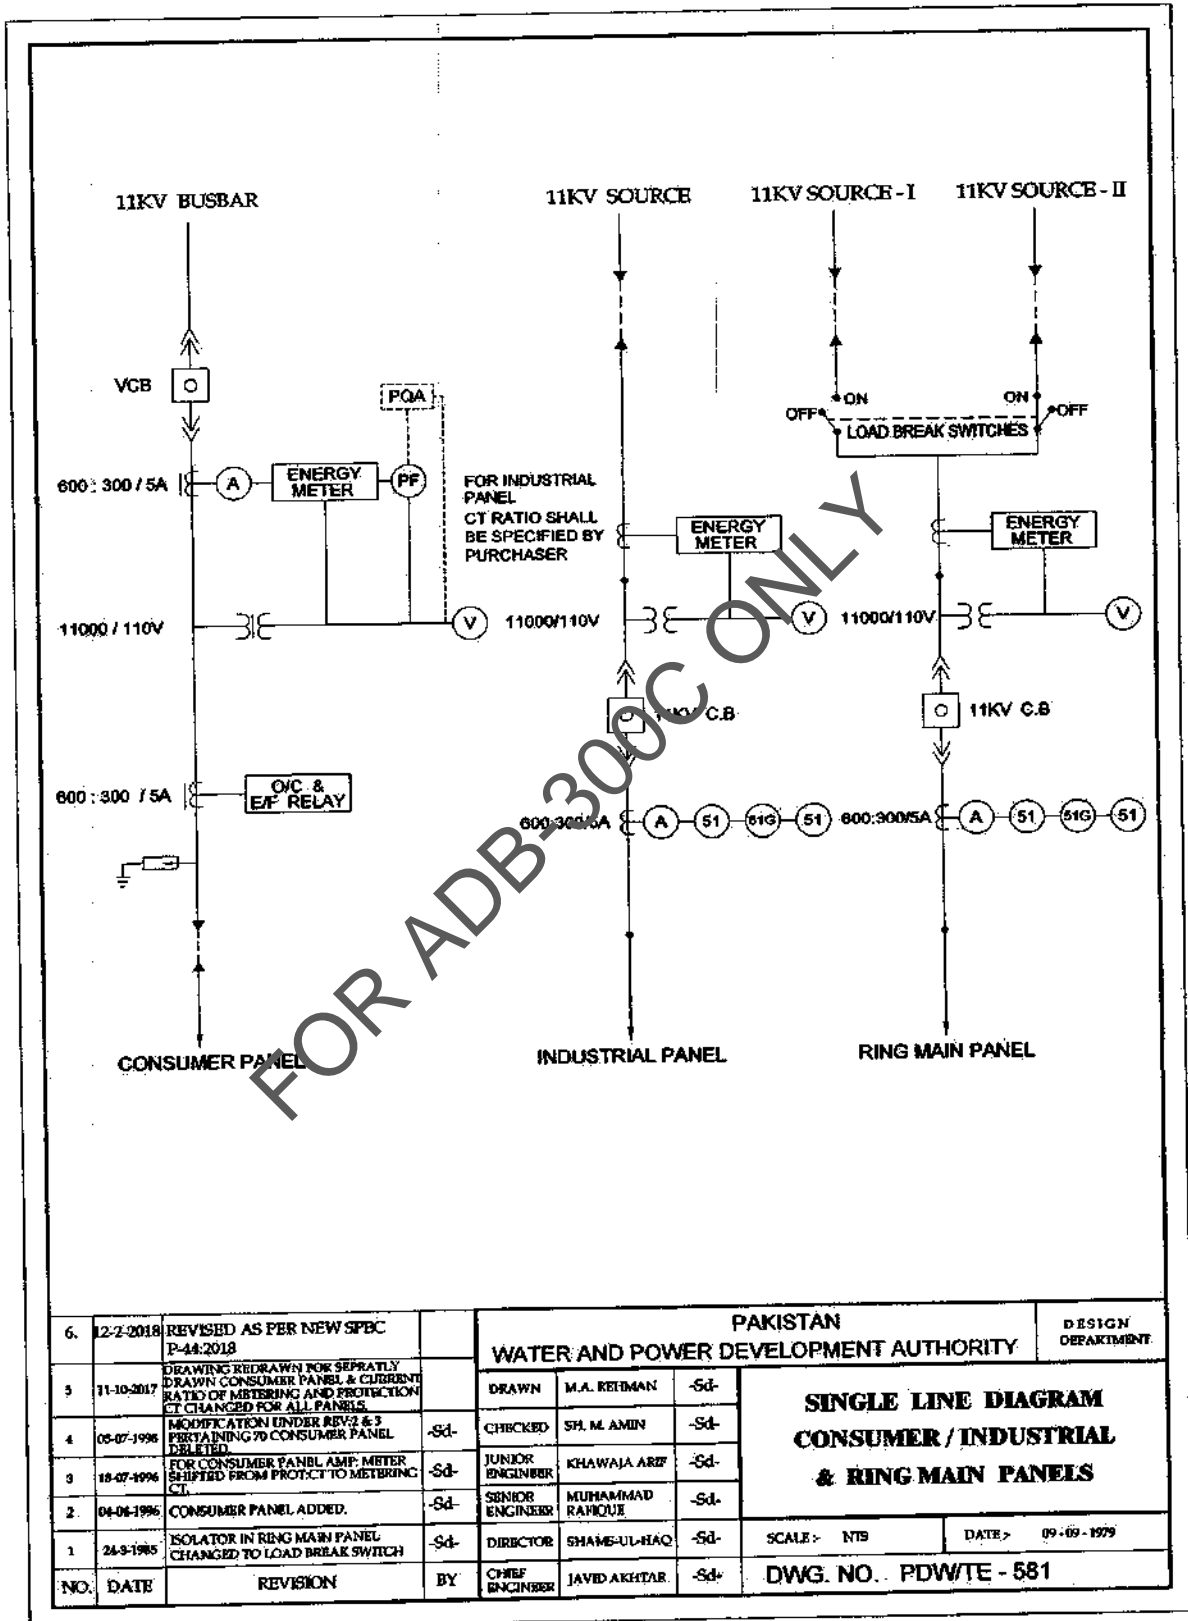 11KV BUSBAR
11KV SOURCE
11KV SOURCE - I
11KV SOURCE - II
VCB
PQA
ON
OFF
ON
OFF
LOAD BREAK SWITCHES
600 : 300 / 5A
A
ENERGY
METER
PF
FOR INDUSTRIAL
PANEL
CT RATIO SHALL
BE SPECIFIED BY
PURCHASER
ENERGY
METER
ENERGY
METER
11000 / 110V
V
11000/110V
V
11000/110V
V
11KV C.B
11KV C.B
600 : 300 / 5A
O/C &
E/F RELAY
600:300/5A
A
51
51G
51
600:300/5A
A
51
51G
51
CONSUMER PANEL
INDUSTRIAL PANEL
RING MAIN PANEL
FOR ADB-300C ONLY
6. 12-2-2018 REVISED AS PER NEW SPEC
P-44:2018
5 11-10-2017 DRAWING REDRAWN FOR SEPRATLY
DRAWN CONSUMER PANEL & CURRENT
RATIO OF METERING AND PROTECTION
CT CHANGED FOR ALL PANELS.
4 05-07-1998 MODIFICATION UNDER REV:2 & 3
PERTAINING TO CONSUMER PANEL
DELETED. -Sd-
3 18-07-1996 FOR CONSUMER PANEL AMP: METER
SHIFTED FROM PROT.CT TO METERING
CT. -Sd-
2 04-06-1996 CONSUMER PANEL ADDED. -Sd-
1 24-3-1985 ISOLATOR IN RING MAIN PANEL
CHANGED TO LOAD BREAK SWITCH -Sd-
NO. DATE REVISION BY
PAKISTAN
WATER AND POWER DEVELOPMENT AUTHORITY
DESIGN
DEPARTMENT
DRAWN M.A. REHMAN -Sd-
CHECKED SH. M. AMIN -Sd-
JUNIOR
ENGINEER KHAWAJA ARIF -Sd-
SENIOR
ENGINEER MUHAMMAD
RAFIQUE -Sd-
DIRECTOR SHAMS-UL-HAQ -Sd-
CHIEF
ENGINEER JAVED AKHTAR -Sd-
SINGLE LINE DIAGRAM
CONSUMER / INDUSTRIAL
& RING MAIN PANELS
SCALE :- NTS
DATE :- 09-09-1979
DWG. NO. PDW/TE - 581